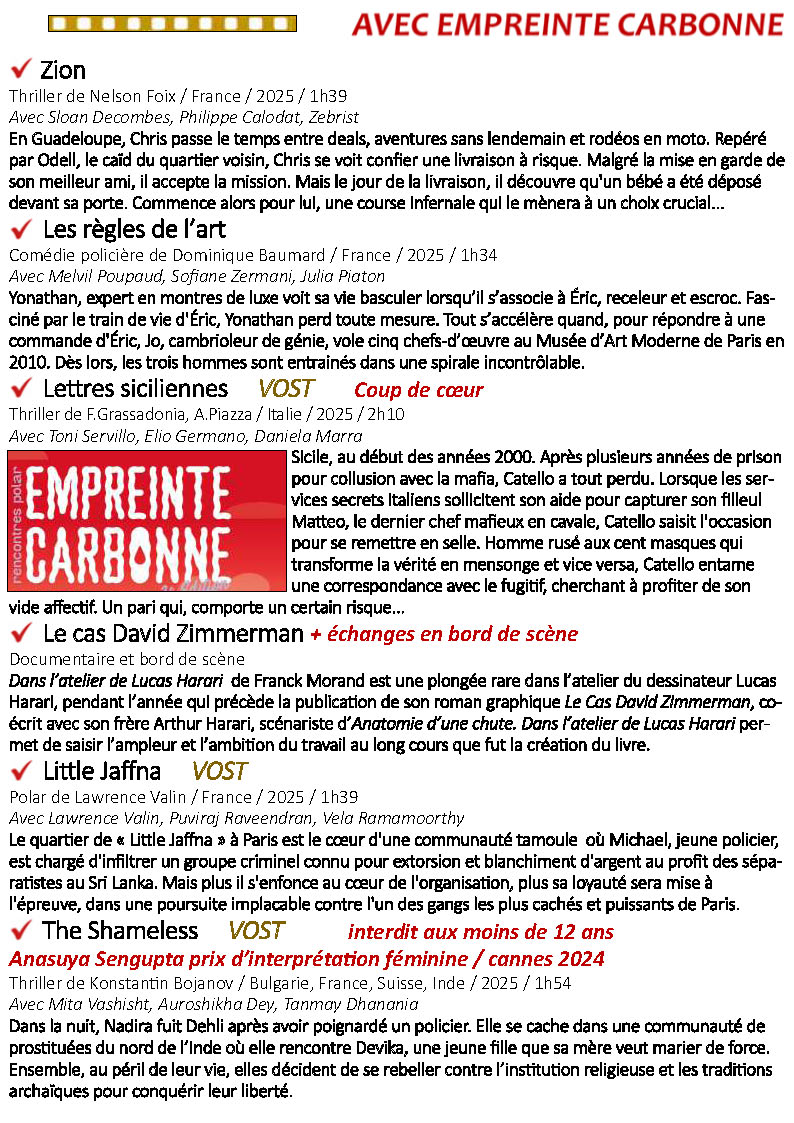 AVEC EMPREINTE CARBONNE
Zion
Thriller de Nelson Foix / France / 2025 / 1h39
Avec Sloan Decombes, Philippe Calodat, Zebrist
En Guadeloupe, Chris passe le temps entre deals, aventures sans lendemain et rodéos en moto. Repéré
par Odell, le caïd du quartier voisin, Chris se voit confier une livraison à risque. Malgré la mise en garde de
son meilleur ami, il accepte la mission. Mais le jour de la livraison, il découvre qu'un bébé a été déposé
devant sa porte. Commence alors pour lui, une course infernale qui le mènera à un choix crucial...
Les règles de l’art
Comédie policière de Dominique Baumard / France / 2025 / 1h34
Avec Melvil Poupaud, Sofiane Zermani, Julia Piaton
Yonathan, expert en montres de luxe voit sa vie basculer lorsqu’il s’associe à Éric, receleur et escroc. Fas-
ciné par le train de vie d'Éric, Yonathan perd toute mesure. Tout s’accélère quand, pour répondre à une
commande d'Éric, Jo, cambrioleur de génie, vole cinq chefs-d’œuvre au Musée d’Art Moderne de Paris en
2010. Dès lors, les trois hommes sont entrainés dans une spirale incontrôlable.
Lettres siciliennes VOST Coup de cœur
Thriller de F.Grassadonia, A.Piazza / Italie / 2025 / 2h10
Avec Toni Servillo, Elio Germano, Daniela Marra
rencontres polar
EMPREINTE
CARBONNE
Sicile, au début des années 2000. Après plusieurs années de prison
pour collusion avec la mafia, Catello a tout perdu. Lorsque les ser-
vices secrets italiens sollicitent son aide pour capturer son filleul
Matteo, le dernier chef mafieux en cavale, Catello saisit l'occasion
pour se remettre en selle. Homme rusé aux cent masques qui
transforme la vérité en mensonge et vice versa, Catello entame
une correspondance avec le fugitif, cherchant à profiter de son
vide affectif. Un pari qui, comporte un certain risque...
Le cas David Zimmerman + échanges en bord de scène
Documentaire et bord de scène
Dans l’atelier de Lucas Harari de Franck Morand est une plongée rare dans l’atelier du dessinateur Lucas
Harari, pendant l’année qui précède la publication de son roman graphique Le Cas David Zimmerman, co-
écrit avec son frère Arthur Harari, scénariste d’Anatomie d’une chute. Dans l’atelier de Lucas Harari per-
met de saisir l’ampleur et l’ambition du travail au long cours que fut la création du livre.
Little Jaffna VOST
Polar de Lawrence Valin / France / 2025 / 1h39
Avec Lawrence Valin, Puviraj Raveendran, Vela Ramamoorthy
Le quartier de « Little Jaffna » à Paris est le cœur d'une communauté tamoule où Michael, jeune policier,
est chargé d'infiltrer un groupe criminel connu pour extorsion et blanchiment d'argent au profit des sépa-
ratistes au Sri Lanka. Mais plus il s'enfonce au cœur de l'organisation, plus sa loyauté sera mise à
l'épreuve, dans une poursuite implacable contre l'un des gangs les plus cachés et puissants de Paris.
The Shameless VOST interdit aux moins de 12 ans
Anasuya Sengupta prix d’interprétation féminine / cannes 2024
Thriller de Konstantin Bojanov / Bulgarie, France, Suisse, Inde / 2025 / 1h54
Avec Mita Vashisht, Auroshikha Dey, Tanmay Dhanania
Dans la nuit, Nadira fuit Dehli après avoir poignardé un policier. Elle se cache dans une communauté de
prostituées du nord de l’Inde où elle rencontre Devika, une jeune fille que sa mère veut marier de force.
Ensemble, au péril de leur vie, elles décident de se rebeller contre l’institution religieuse et les traditions
archaïques pour conquérir leur liberté.